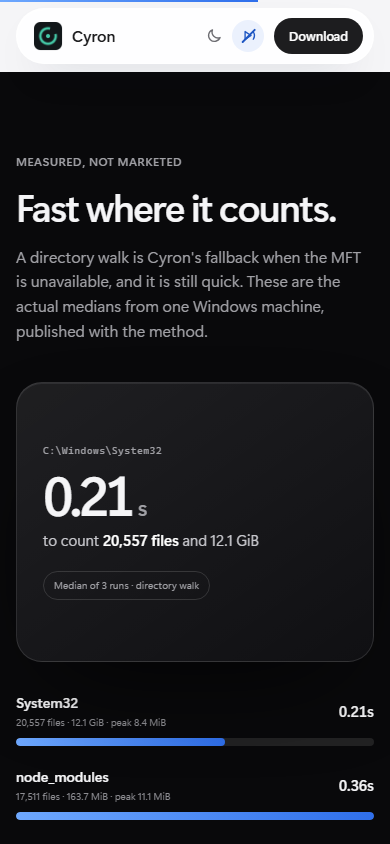 Cyron
Download
MEASURED, NOT MARKETED
Fast where it counts.
A directory walk is Cyron's fallback when the MFT
is unavailable, and it is still quick. These are the
actual medians from one Windows machine,
published with the method.
C:\Windows\System32
0.21 s
to count 20,557 files and 12.1 GiB
Median of 3 runs · directory walk
System32
20,557 files · 12.1 GiB · peak 8.4 MiB
0.21s
node_modules
17,511 files · 163.7 MiB · peak 11.1 MiB
0.36s